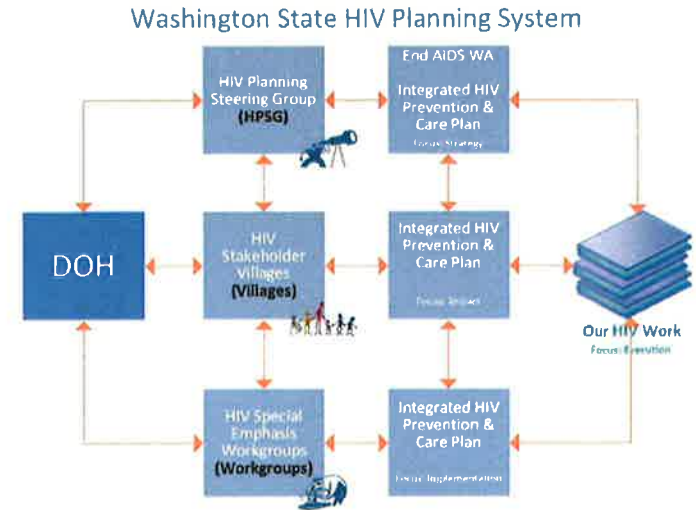 Washington State HIV Planning System
HIV Planning
Steering Group
(HPSG)
End AIDS WA
Integrated HIV
Prevention &
Care Plan
Focus: Strategy
DOH
HIV
Stakeholder
Villages
(Villages)
Integrated HIV
Prevention &
Care Plan
Focus: Impact
Our HIV Work
Focus: Execution
HIV Special
Emphasis
Workgroups
(Workgroups)
Integrated HIV
Prevention &
Care Plan
Focus: Implementation